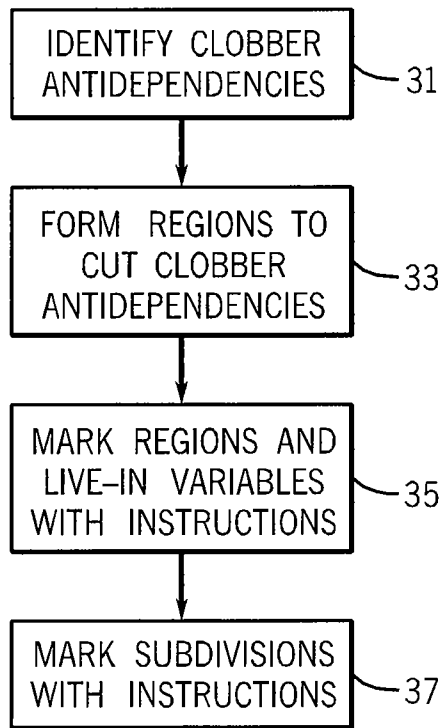 IDENTIFY CLOBBER
ANTIDEPENDENCIES
31
FORM REGIONS TO
CUT CLOBBER
ANTIDEPENDENCIES
33
MARK REGIONS AND
LIVE-IN VARIABLES
WITH INSTRUCTIONS
35
MARK SUBDIVISIONS
WITH INSTRUCTIONS
37